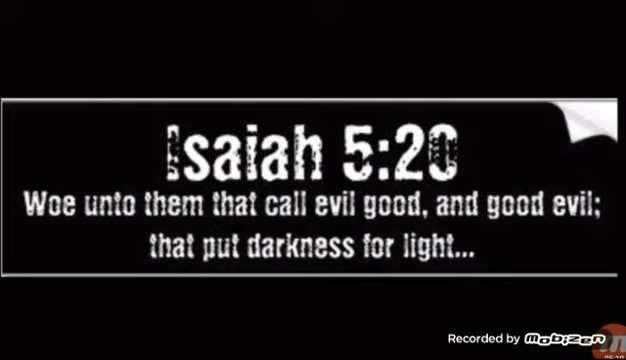 Isaiah 5:20
Woe unto them that call evil good, and good evil;
that put darkness for light...
Recorded by mobizen